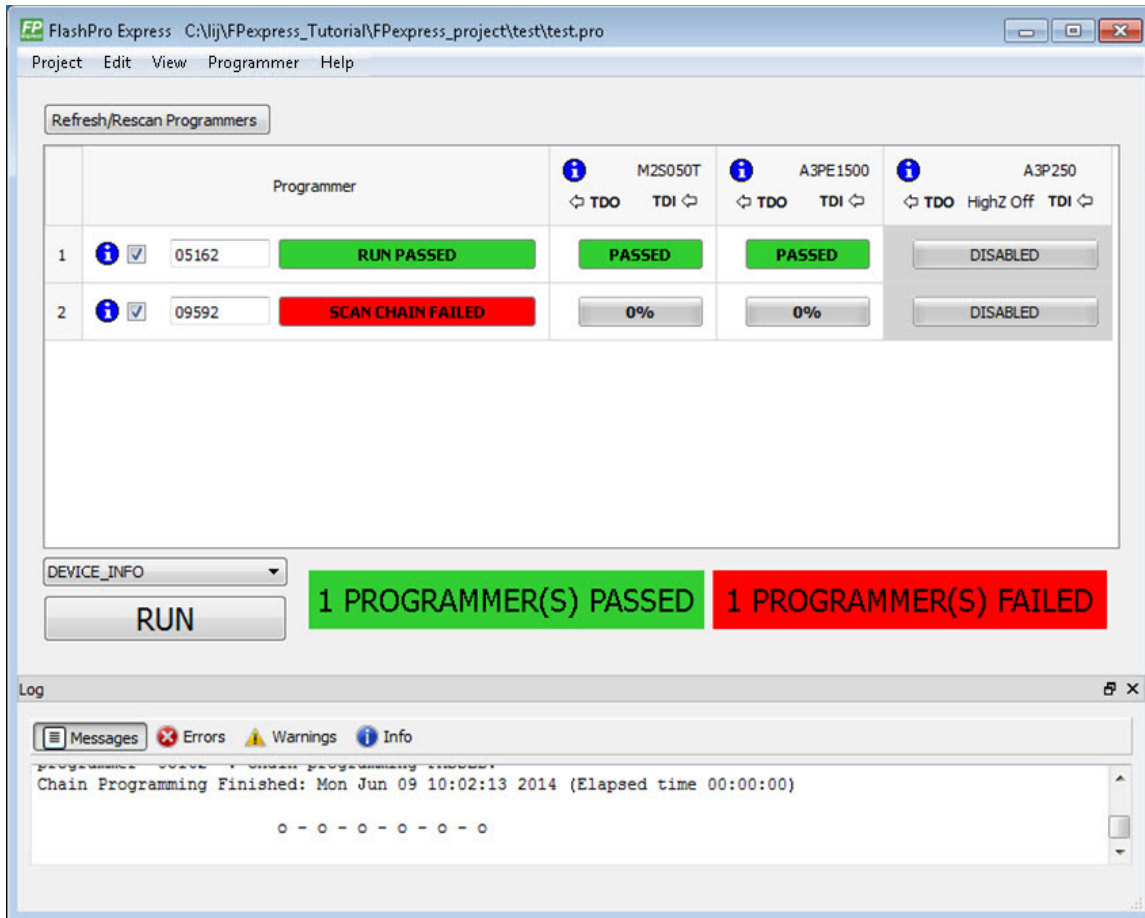 FP FlashPro Express C:\lij\FPexpress_Tutorial\FPexpress_project\test\test.pro
Project Edit View Programmer Help
Refresh/Rescan Programmers
Programmer
M2S050T
TDO TDI
A3PE1500
TDO TDI
A3P250
TDO HighZ Off TDI
1 05162 RUN PASSED PASSED PASSED DISABLED
2 09592 SCAN CHAIN FAILED 0% 0% DISABLED
DEVICE_INFO
RUN
1 PROGRAMMER(S) PASSED 1 PROGRAMMER(S) FAILED
Log
Messages Errors Warnings Info
Chain Programming Finished: Mon Jun 09 10:02:13 2014 (Elapsed time 00:00:00)
o - o - o - o - o - o